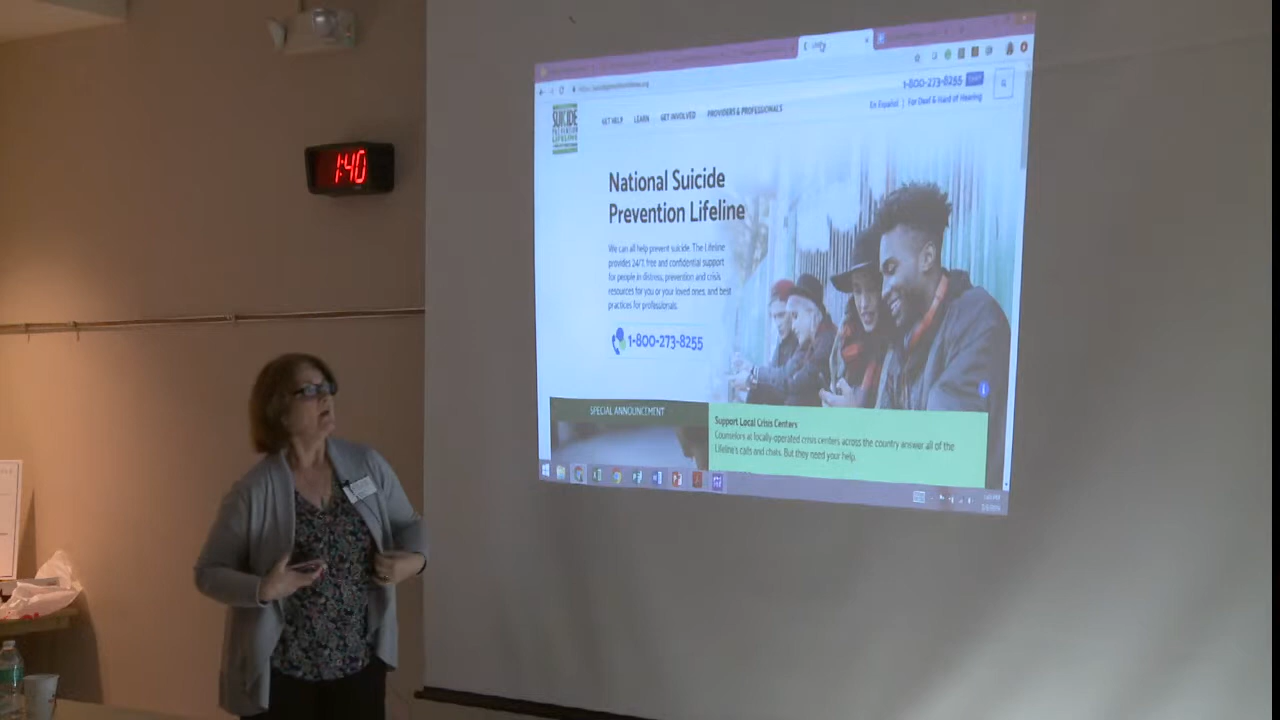 1:40
1-800-273-8255
En Español | For Deaf & Hard of Hearing
SUICIDE
PREVENTION
LIFELINE
GET HELP LEARN GET INVOLVED PROVIDERS & PROFESSIONALS
National Suicide
Prevention Lifeline
We can all help prevent suicide. The Lifeline
provides 24/7, free and confidential support
for people in distress, prevention and crisis
resources for you or your loved ones, and best
practices for professionals.
1-800-273-8255
SPECIAL ANNOUNCEMENT
Support Local Crisis Centers
Counselors at locally-operated crisis centers across the country answer all of the
Lifeline's calls and chats. But they need your help.